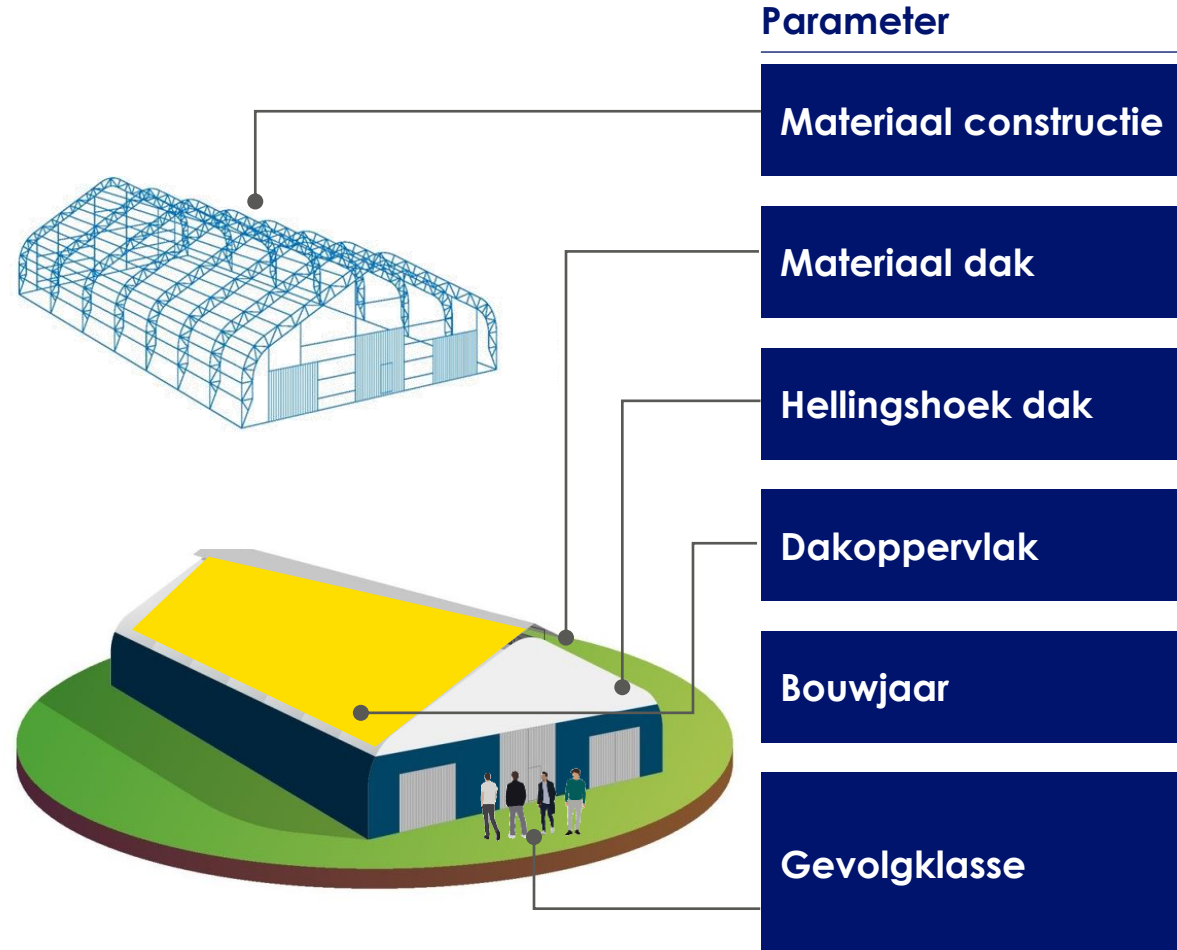 Parameter
Materiaal constructie
Materiaal dak
Hellingshoek dak
Dakoppervlak
Bouwjaar
Gevolgklasse